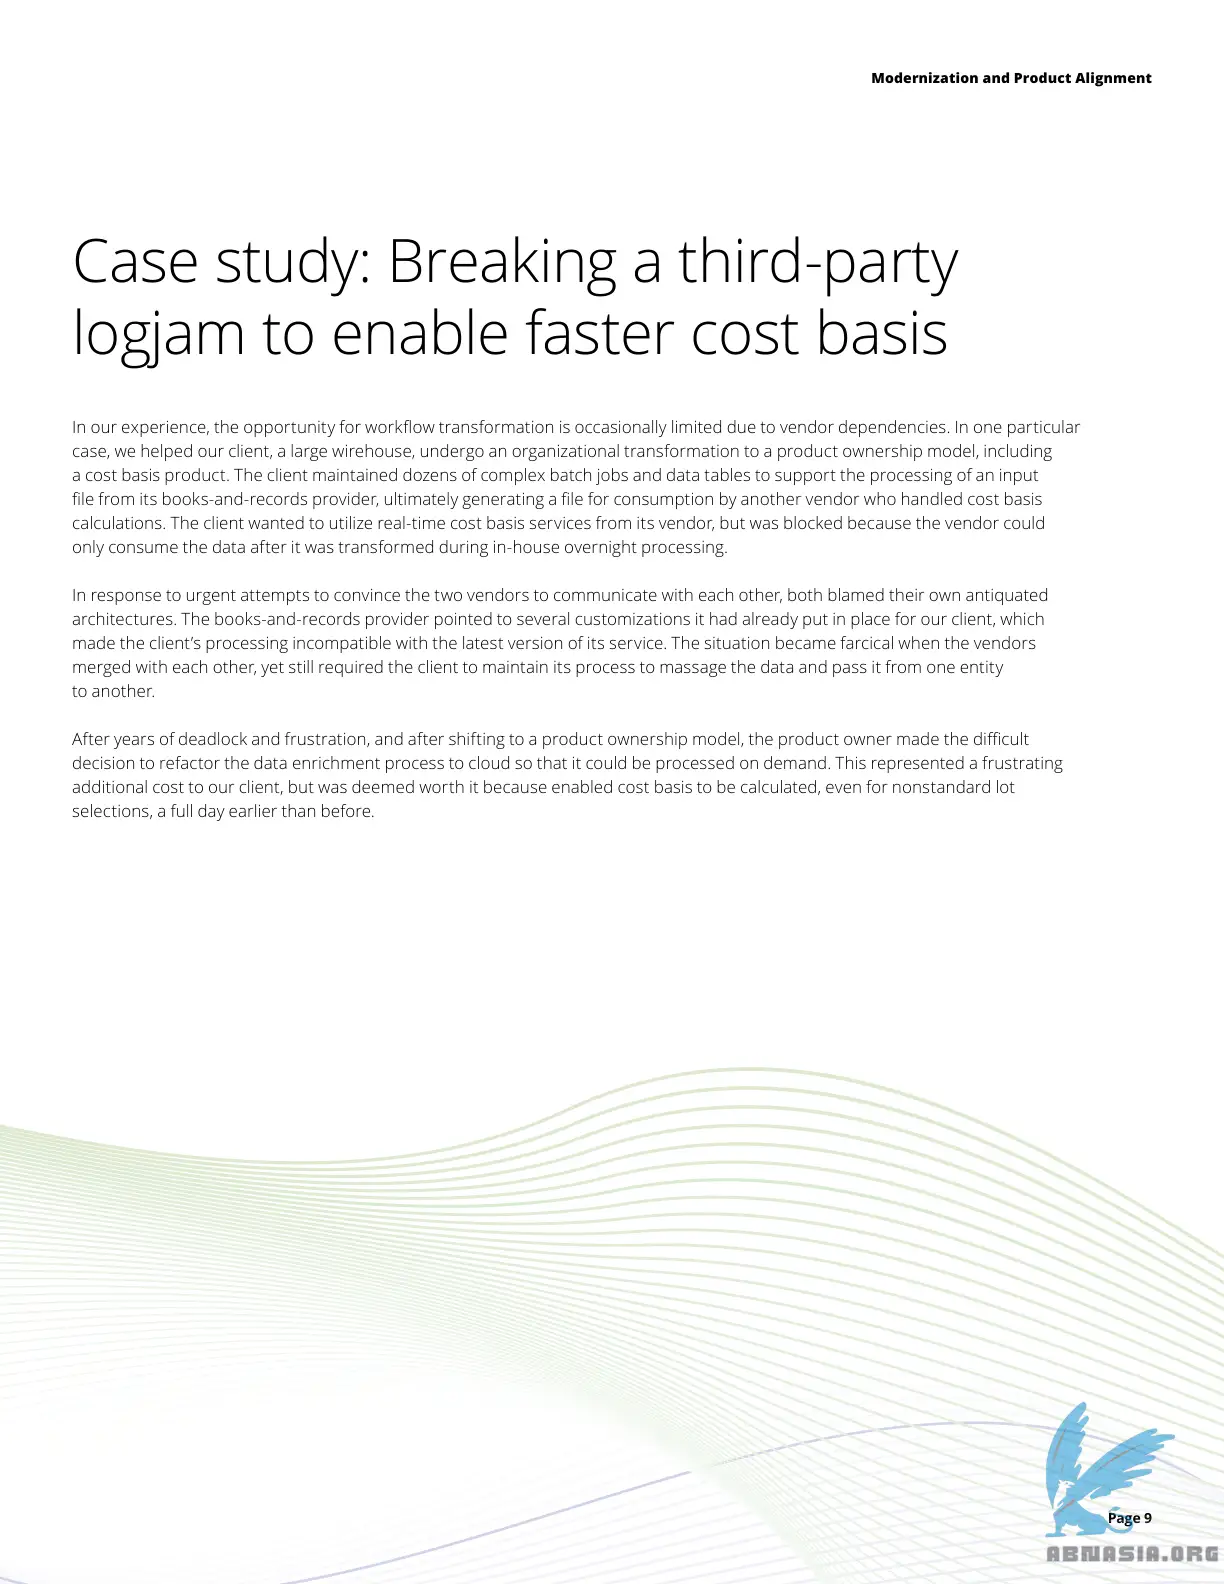 Modernization and Product Alignment
Case study: Breaking a third-party
logjam to enable faster cost basis
In our experience, the opportunity for workflow transformation is occasionally limited due to vendor dependencies. In one particular
case, we helped our client, a large wirehouse, undergo an organizational transformation to a product ownership model, including
a cost basis product. The client maintained dozens of complex batch jobs and data tables to support the processing of an input
file from its books-and-records provider, ultimately generating a file for consumption by another vendor who handled cost basis
calculations. The client wanted to utilize real-time cost basis services from its vendor, but was blocked because the vendor could
only consume the data after it was transformed during in-house overnight processing.
In response to urgent attempts to convince the two vendors to communicate with each other, both blamed their own antiquated
architectures. The books-and-records provider pointed to several customizations it had already put in place for our client, which
made the client’s processing incompatible with the latest version of its service. The situation became farcical when the vendors
merged with each other, yet still required the client to maintain its process to massage the data and pass it from one entity
to another.
After years of deadlock and frustration, and after shifting to a product ownership model, the product owner made the difficult
decision to refactor the data enrichment process to cloud so that it could be processed on demand. This represented a frustrating
additional cost to our client, but was deemed worth it because enabled cost basis to be calculated, even for nonstandard lot
selections, a full day earlier than before.
Page 9
ABNASIA.ORG